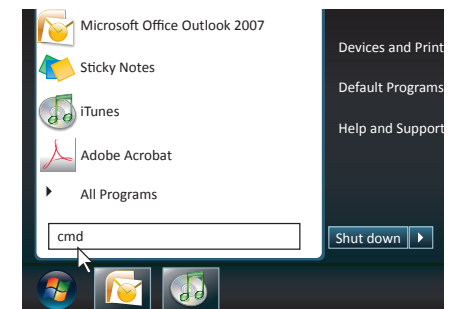 Microsoft Office Outlook 2007
Sticky Notes
iTunes
Adobe Acrobat
All Programs
cmd
Devices and Print
Default Programs
Help and Support
Shut down